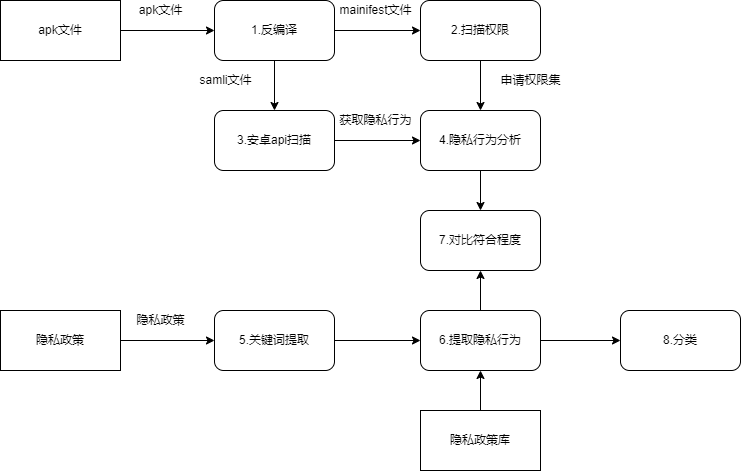 apk文件
apk文件
1.反编译
mainifest文件
2.扫描权限
samli文件
申请权限集
3.安卓api扫描
获取隐私行为
4.隐私行为分析
7.对比符合程度
隐私政策
隐私政策
5.关键词提取
6.提取隐私行为
8.分类
隐私政策库